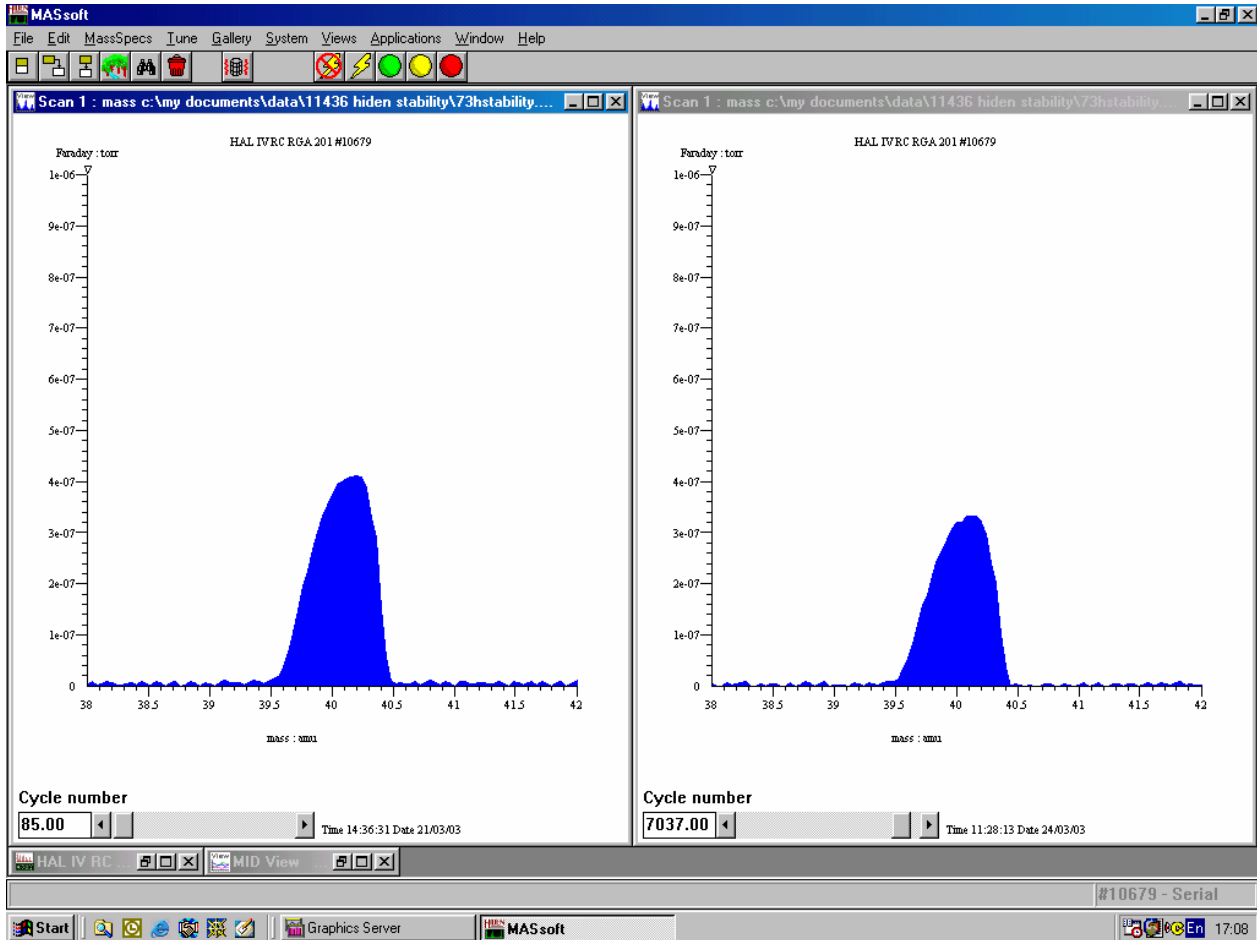 MASsoft
File Edit MassSpecs Tune Gallery System Views Applications Window Help
Scan 1 : mass c:\my documents\data\11436 hiden stability\73hstability....
HAL IVRC RGA 201 #10679
Faraday : torr
1e-06
9e-07
8e-07
7e-07
6e-07
5e-07
4e-07
3e-07
2e-07
1e-07
0
38 38.5 39 39.5 40 40.5 41 41.5 42
mass : amu
Cycle number
85.00
Time 14:36:31 Date 21/03/03
Scan 1 : mass c:\my documents\data\11436 hiden stability\73hstability....
HAL IVRC RGA 201 #10679
Faraday : torr
1e-06
9e-07
8e-07
7e-07
6e-07
5e-07
4e-07
3e-07
2e-07
1e-07
0
38 38.5 39 39.5 40 40.5 41 41.5 42
mass : amu
Cycle number
7037.00
Time 11:28:13 Date 24/03/03
HAL IV RC ... MID View ...
#10679 - Serial
Start Graphics Server MASsoft En 17:08